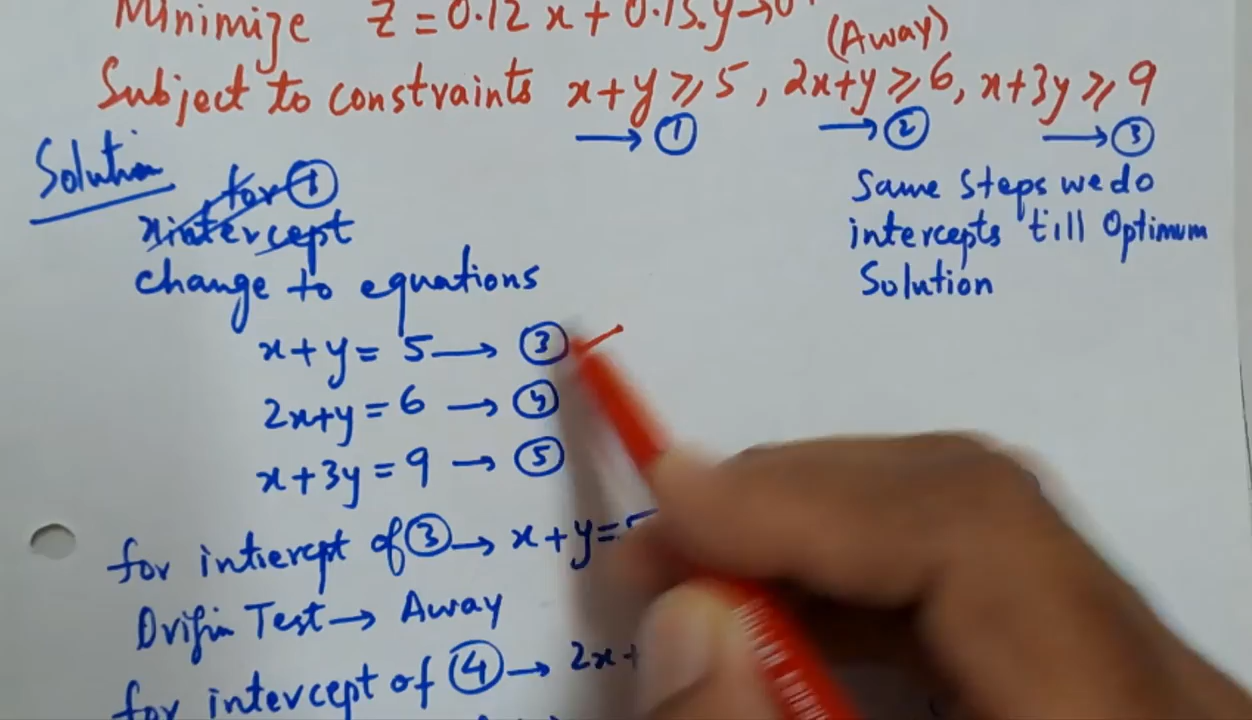 Minimize Z = 0.12 x + 0.15.y →
(Away)
Subject to constraints x+y ≥ 5, 2x+y ≥ 6, x+3y ≥ 9
→ ① → ② → ③
Solution
for ①
x intercept
Same Steps we do
intercepts till Optimum
Solution
change to equations
x+y = 5 → ③
2x+y = 6 → ④
x+3y = 9 → ⑤
for intercept of ③ → x+y=5
Origin Test → Away
for intercept of ④ → 2x+